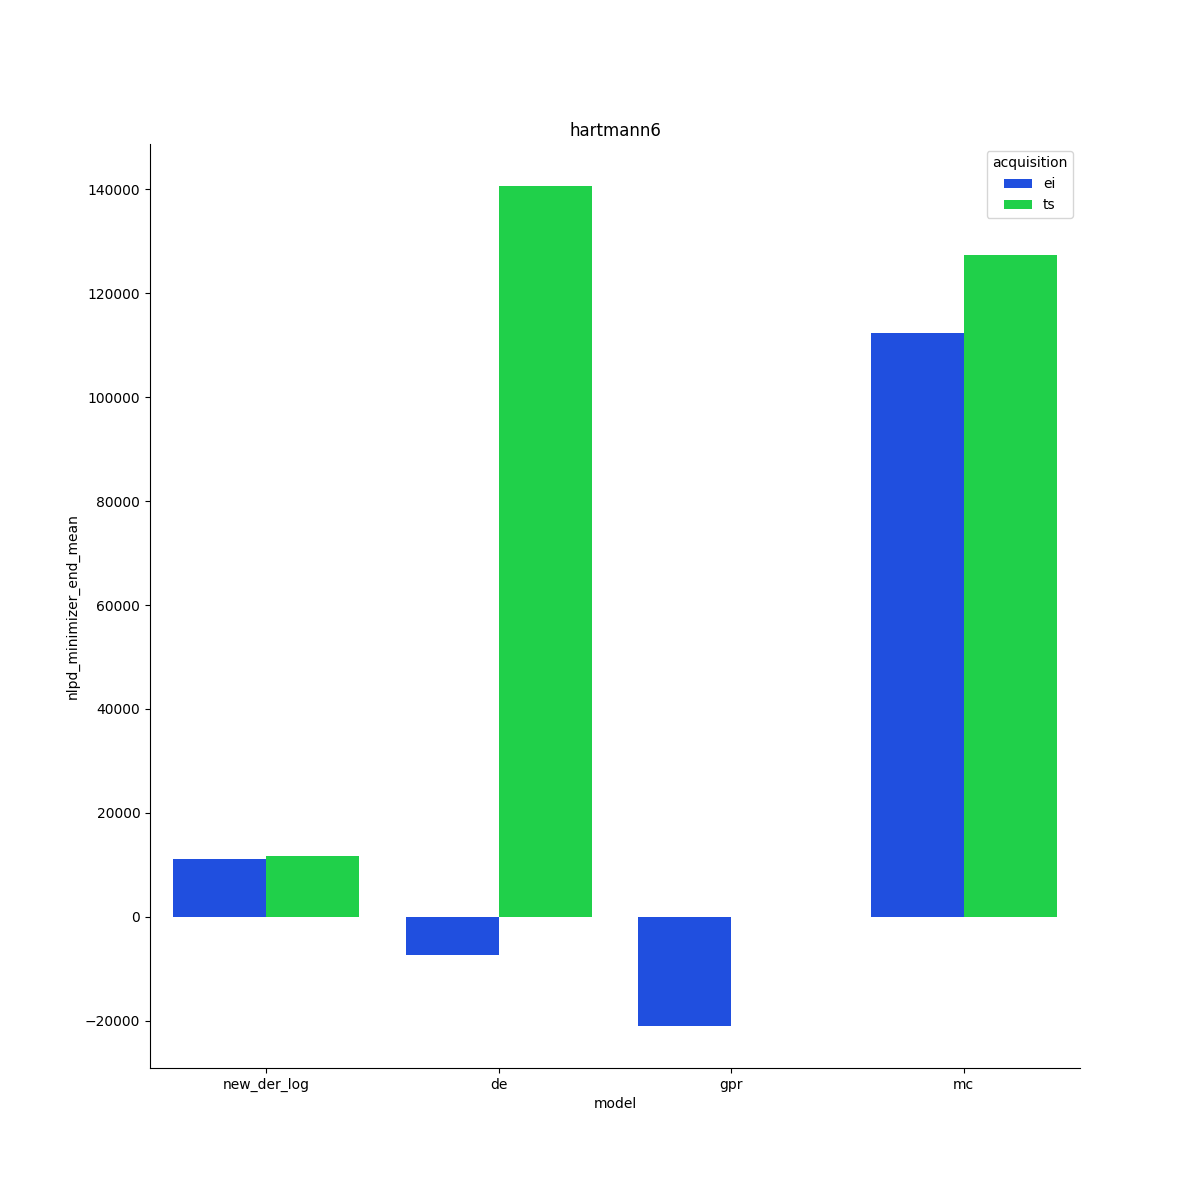 hartmann6
acquisition
ei
ts
140000
120000
100000
80000
60000
40000
20000
0
−20000
nlpd_minimizer_end_mean
new_der_log de gpr mc
model